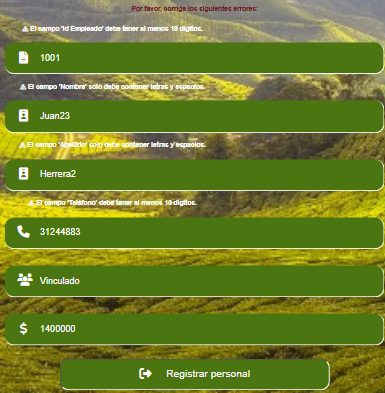 Por favor, corrige los siguientes errores:
El campo 'Id Empleado' debe tener al menos 10 dígitos.
1001
El campo 'Nombre' solo debe contener letras y espacios.
Juan23
El campo 'Apellido' solo debe contener letras y espacios.
Herrera2
El campo 'Teléfono' debe tener al menos 10 dígitos.
31244883
Vinculado
1400000
Registrar personal